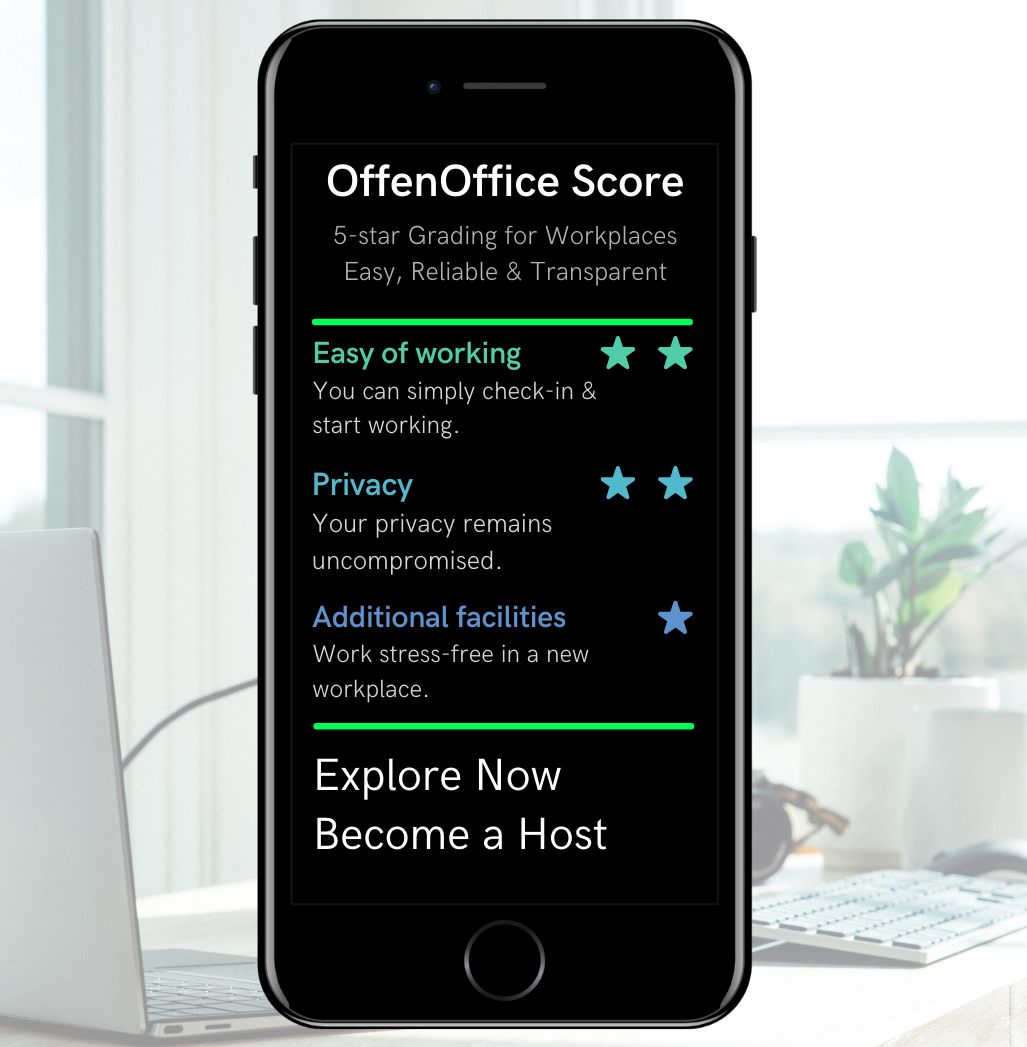 OffenOffice Score
5-star Grading for Workplaces
Easy, Reliable & Transparent
Easy of working
You can simply check-in &
start working.
Privacy
Your privacy remains
uncompromised.
Additional facilities
Work stress-free in a new
workplace.
Explore Now
Become a Host